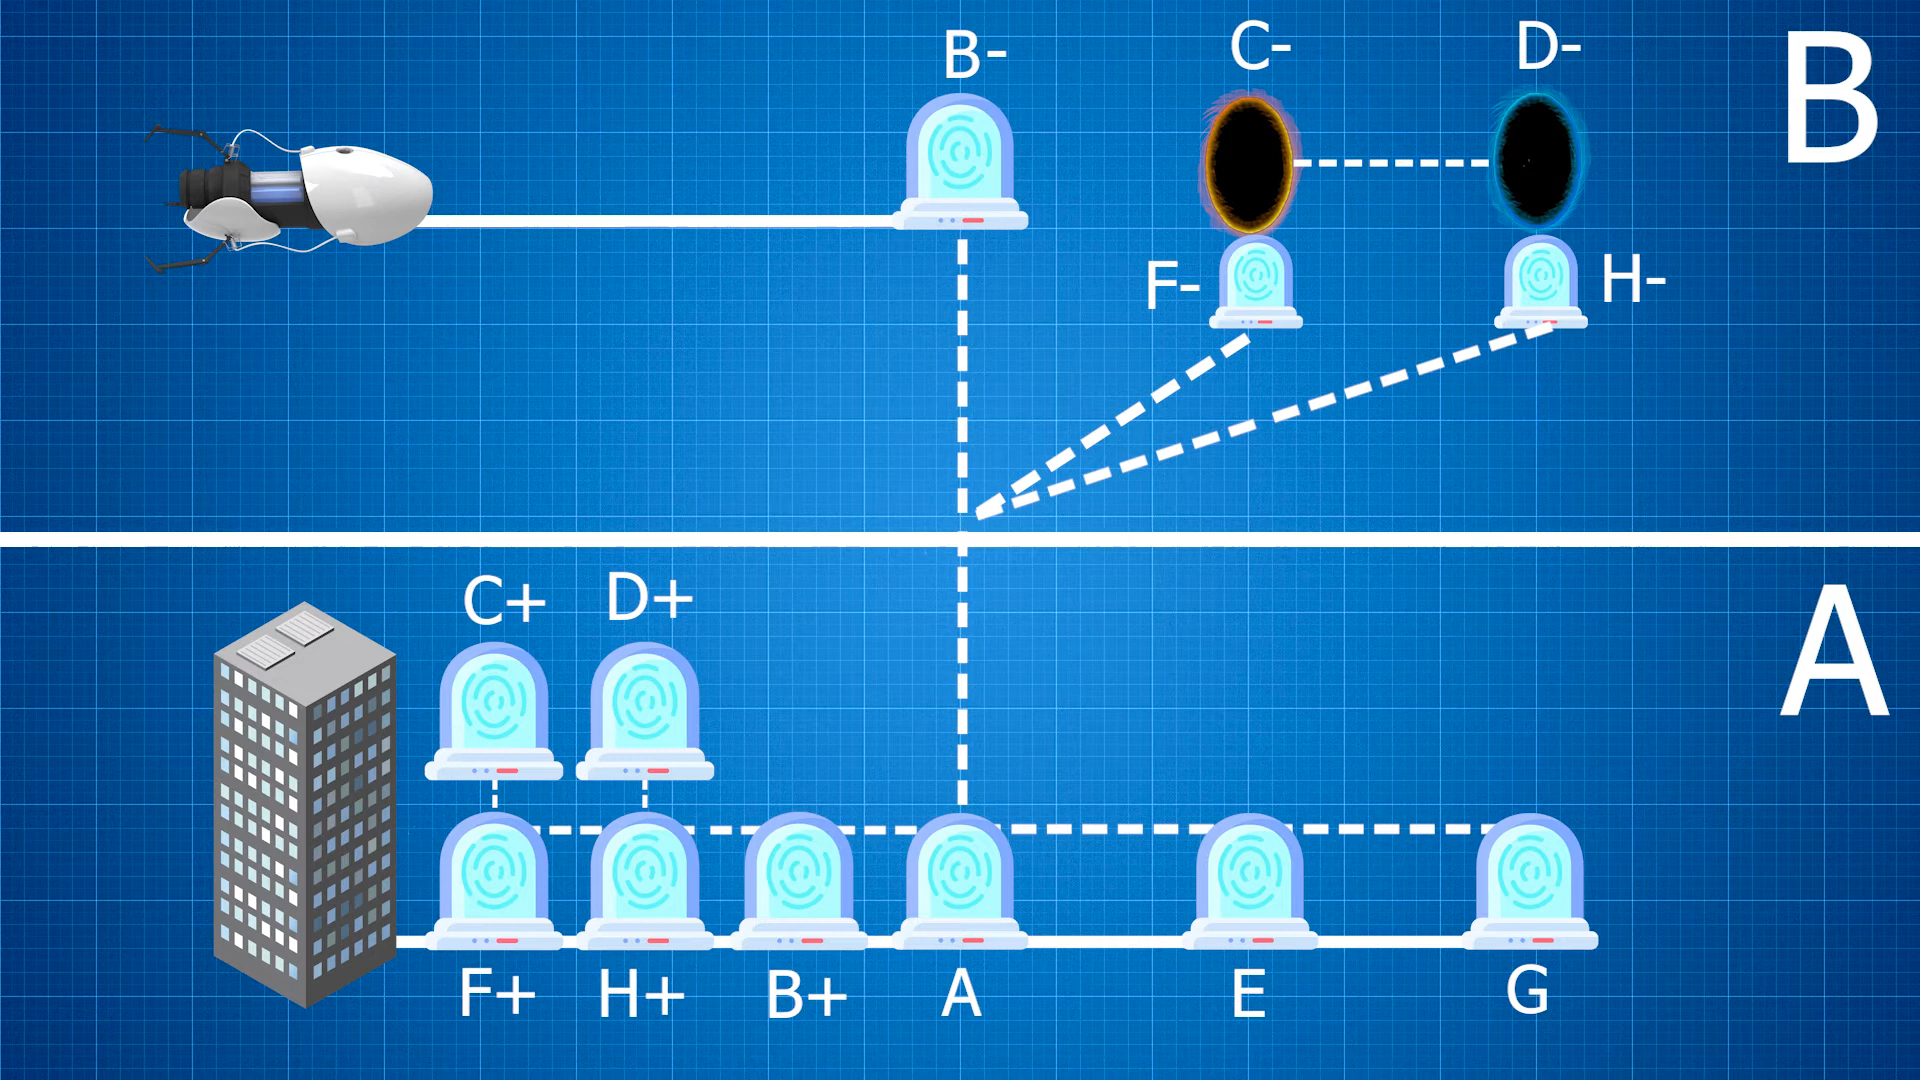 B- C- D- B
F- H-
C+ D+ A
F+ H+ B+ A E G